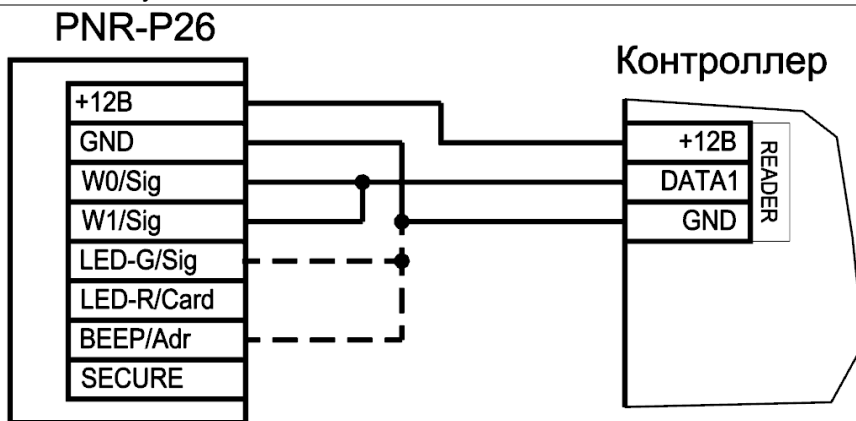 PNR-P26
+12В
GND
W0/Sig
W1/Sig
LED-G/Sig
LED-R/Card
BEEP/Adr
SECURE
Контроллер
+12В
DATA1
GND
READER